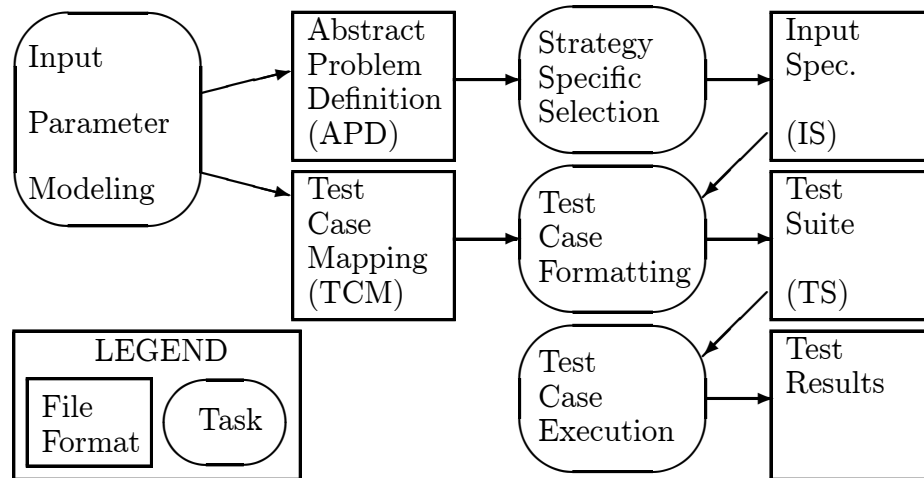 Input
Parameter
Modeling
Abstract
Problem
Definition
(APD)
Strategy
Specific
Selection
Input
Spec.
(IS)
Test
Case
Mapping
(TCM)
Test
Case
Formatting
Test
Suite
(TS)
LEGEND
File
Format
Task
Test
Case
Execution
Test
Results